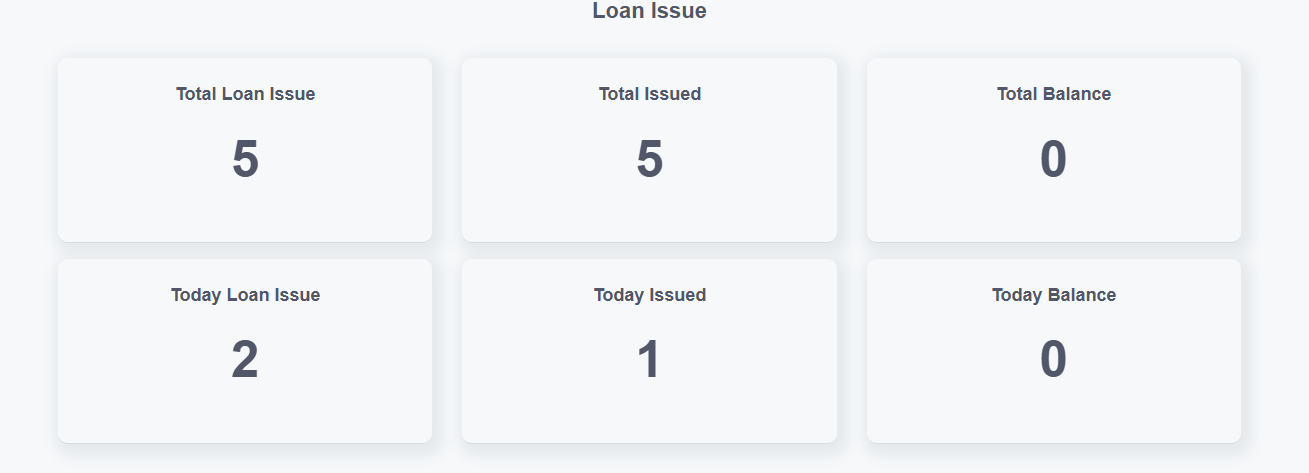 Loan Issue
Total Loan Issue
5
Total Issued
5
Total Balance
0
Today Loan Issue
2
Today Issued
1
Today Balance
0